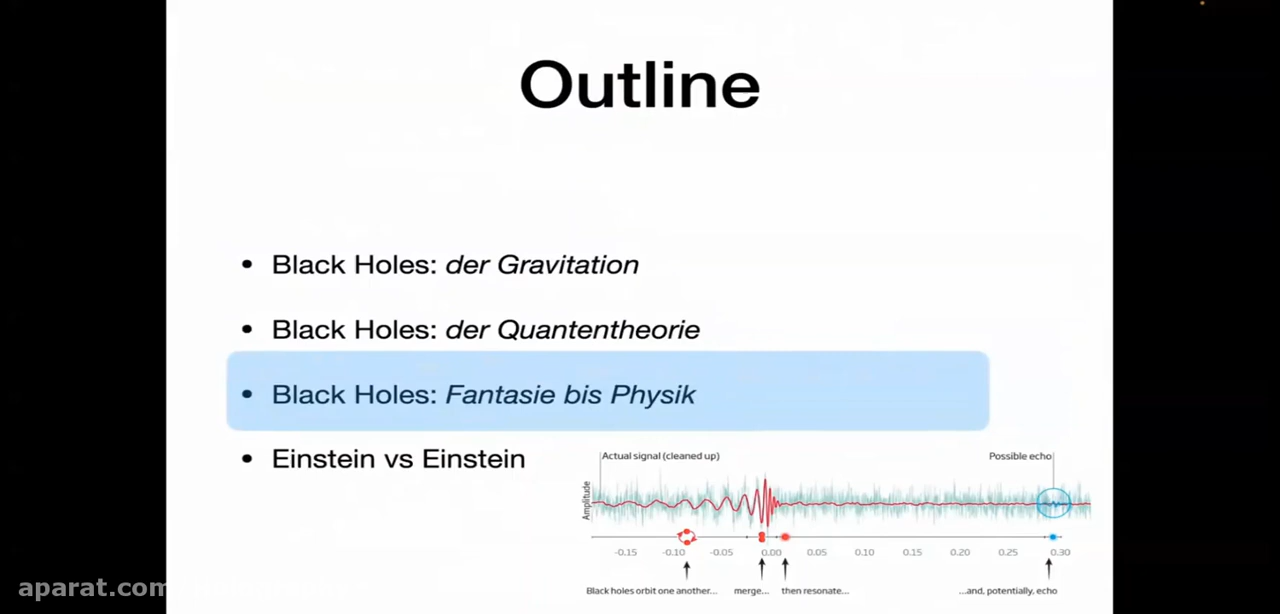 Outline
• Black Holes: der Gravitation
• Black Holes: der Quantentheorie
• Black Holes: Fantasie bis Physik
• Einstein vs Einstein
Actual signal (cleaned up)
Possible echo
Amplitude
-0.15 -0.10 -0.05 0.00 0.05 0.10 0.15 0.20 0.25 0.30
Black holes orbit one another... merge... then resonate... ...and, potentially, echo
aparat.com